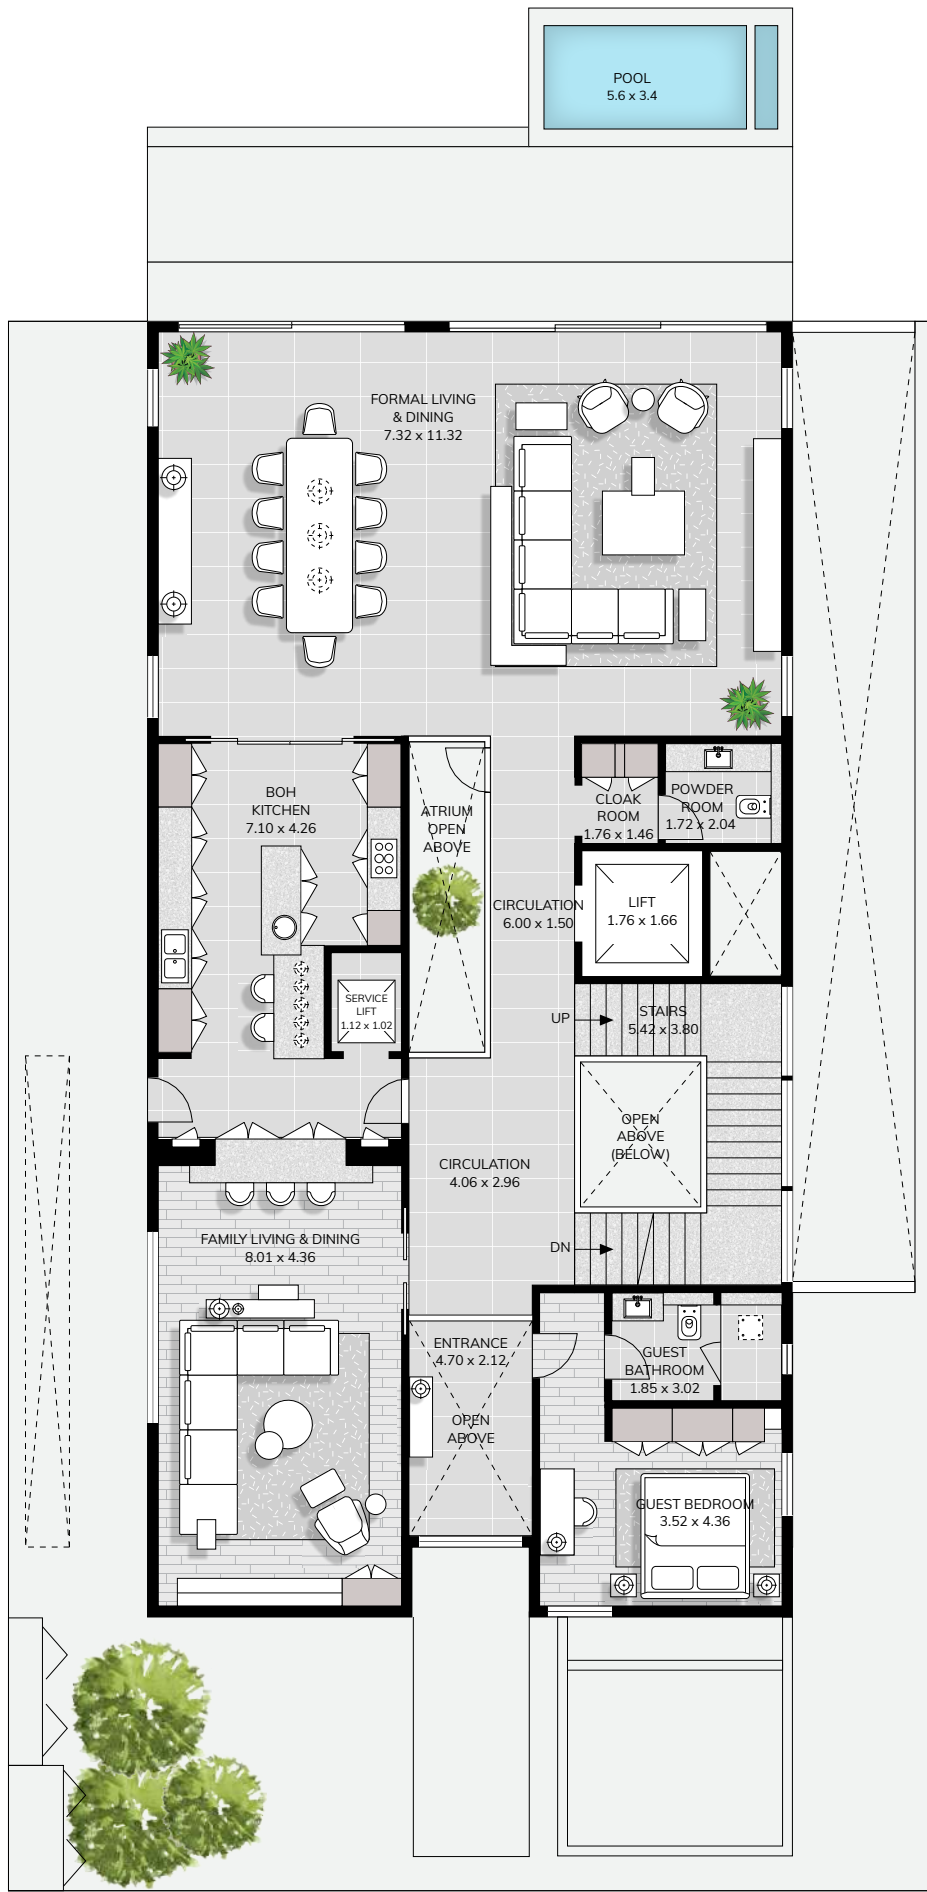 POOL
5.6 x 3.4
FORMAL LIVING
& DINING
7.32 x 11.32
BOH
KITCHEN
7.10 x 4.26
ATRIUM
OPEN
ABOVE
CLOAK
ROOM
1.76 x 1.46
POWDER
ROOM
1.72 x 2.04
CIRCULATION
6.00 x 1.50
LIFT
1.76 x 1.66
SERVICE
LIFT
1.12 x 1.02
UP
STAIRS
5.42 x 3.80
OPEN
ABOVE
(BELOW)
CIRCULATION
4.06 x 2.96
DN
FAMILY LIVING & DINING
8.01 x 4.36
ENTRANCE
4.70 x 2.12
OPEN
ABOVE
GUEST
BATHROOM
1.85 x 3.02
GUEST BEDROOM
3.52 x 4.36